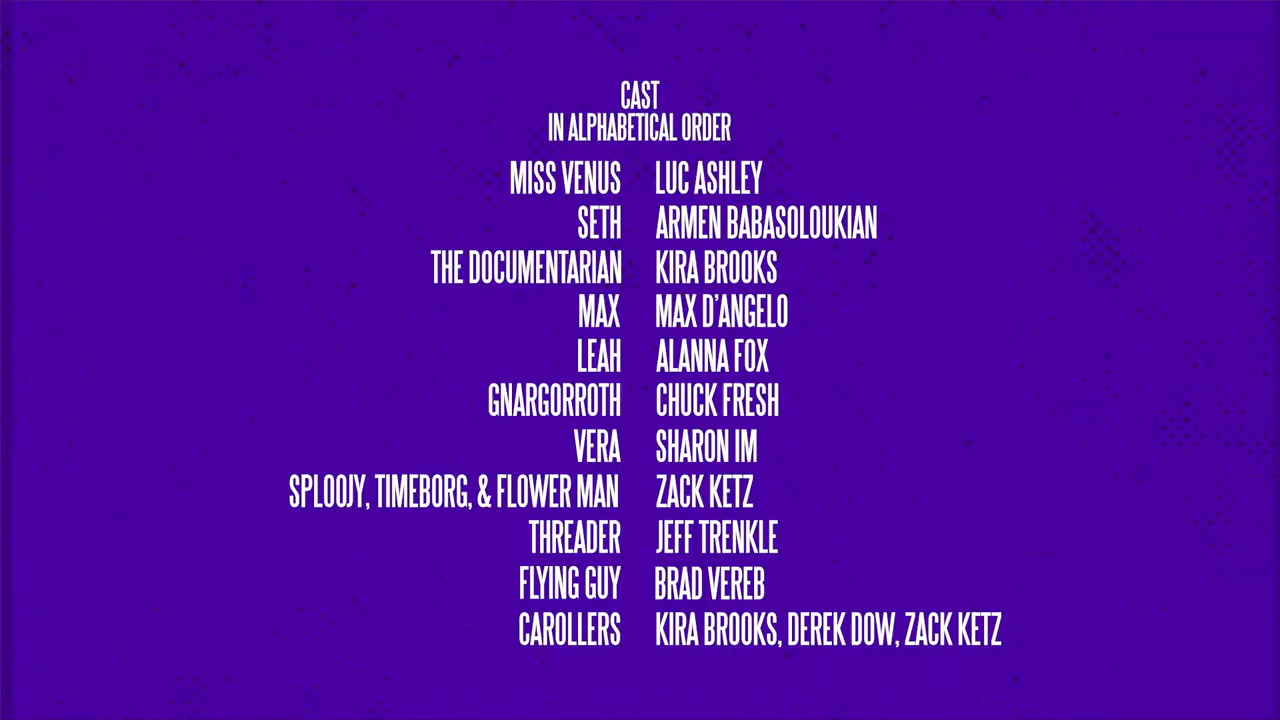 CAST
IN ALPHABETICAL ORDER
MISS VENUS LUC ASHLEY
SETH ARMEN BABASOLOUKIAN
THE DOCUMENTARIAN KIRA BROOKS
MAX MAX D'ANGELO
LEAH ALANNA FOX
GNARGORROTH CHUCK FRESH
VERA SHARON IM
SPLOOJY, TIMEBORG, & FLOWER MAN ZACK KETZ
THREADER JEFF TRENKLE
FLYING GUY BRAD VEREB
CAROLLERS KIRA BROOKS, DEREK DOW, ZACK KETZ